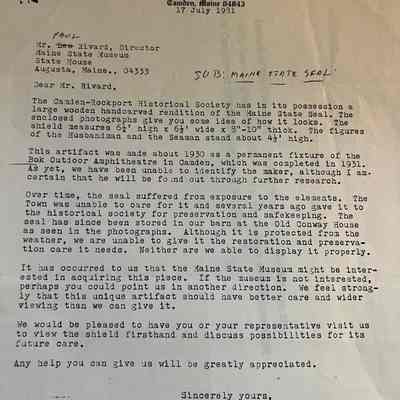 Camden, Maine 04843
17 July 1981
PAUL
Mr. Leo Rivard, Director
Maine State Museum
State House
Augusta, Maine.. 04333
SUB: MAINE STATE SEAL
Dear Mr. Rivard.
The Camden-Rockport Historical Society has in its possession a
large wooden handcarved rendition of the Maine State Seal. The
enclosed photographs give you some idea of how it looks. The
shield measures 6½' high x 6½' wide x 8"-10" thick. The figures
of the Husbandman and the Seaman stand about 4½' high.
This artifact was made about 1930 as a permanent fixture of the
Bok Outdoor Amphitheatre in Camden, which was completed in 1931.
As yet, we have been unable to identify the maker, although I am
certain that he will be found out through further research.
Over time, the seal suffered from exposure to the elements. The
Town was unable to care for it and several years ago gave it to
the historical society for preservation and safekeeping. The
seal has since been stored in our barn at the Old Conway House
as seen in the photographs. Although it is protected from the
weather, we are unable to give it the restoration and preserva-
tion care it needs. Neither are we able to display it properly.
It has occurred to us that the Maine State Museum might be inter-
ested in acquiring this piece. If the museum is not interested,
perhaps you could point us in another direction. We feel strong-
ly that this unique artifact should have better care and wider
viewing than we can give it.
We would be pleased to have you or your representative visit us
to view the shield firsthand and discuss possibilities for its
future care.
Any help you can give us will be greatly appreciated.
Sincerely yours,